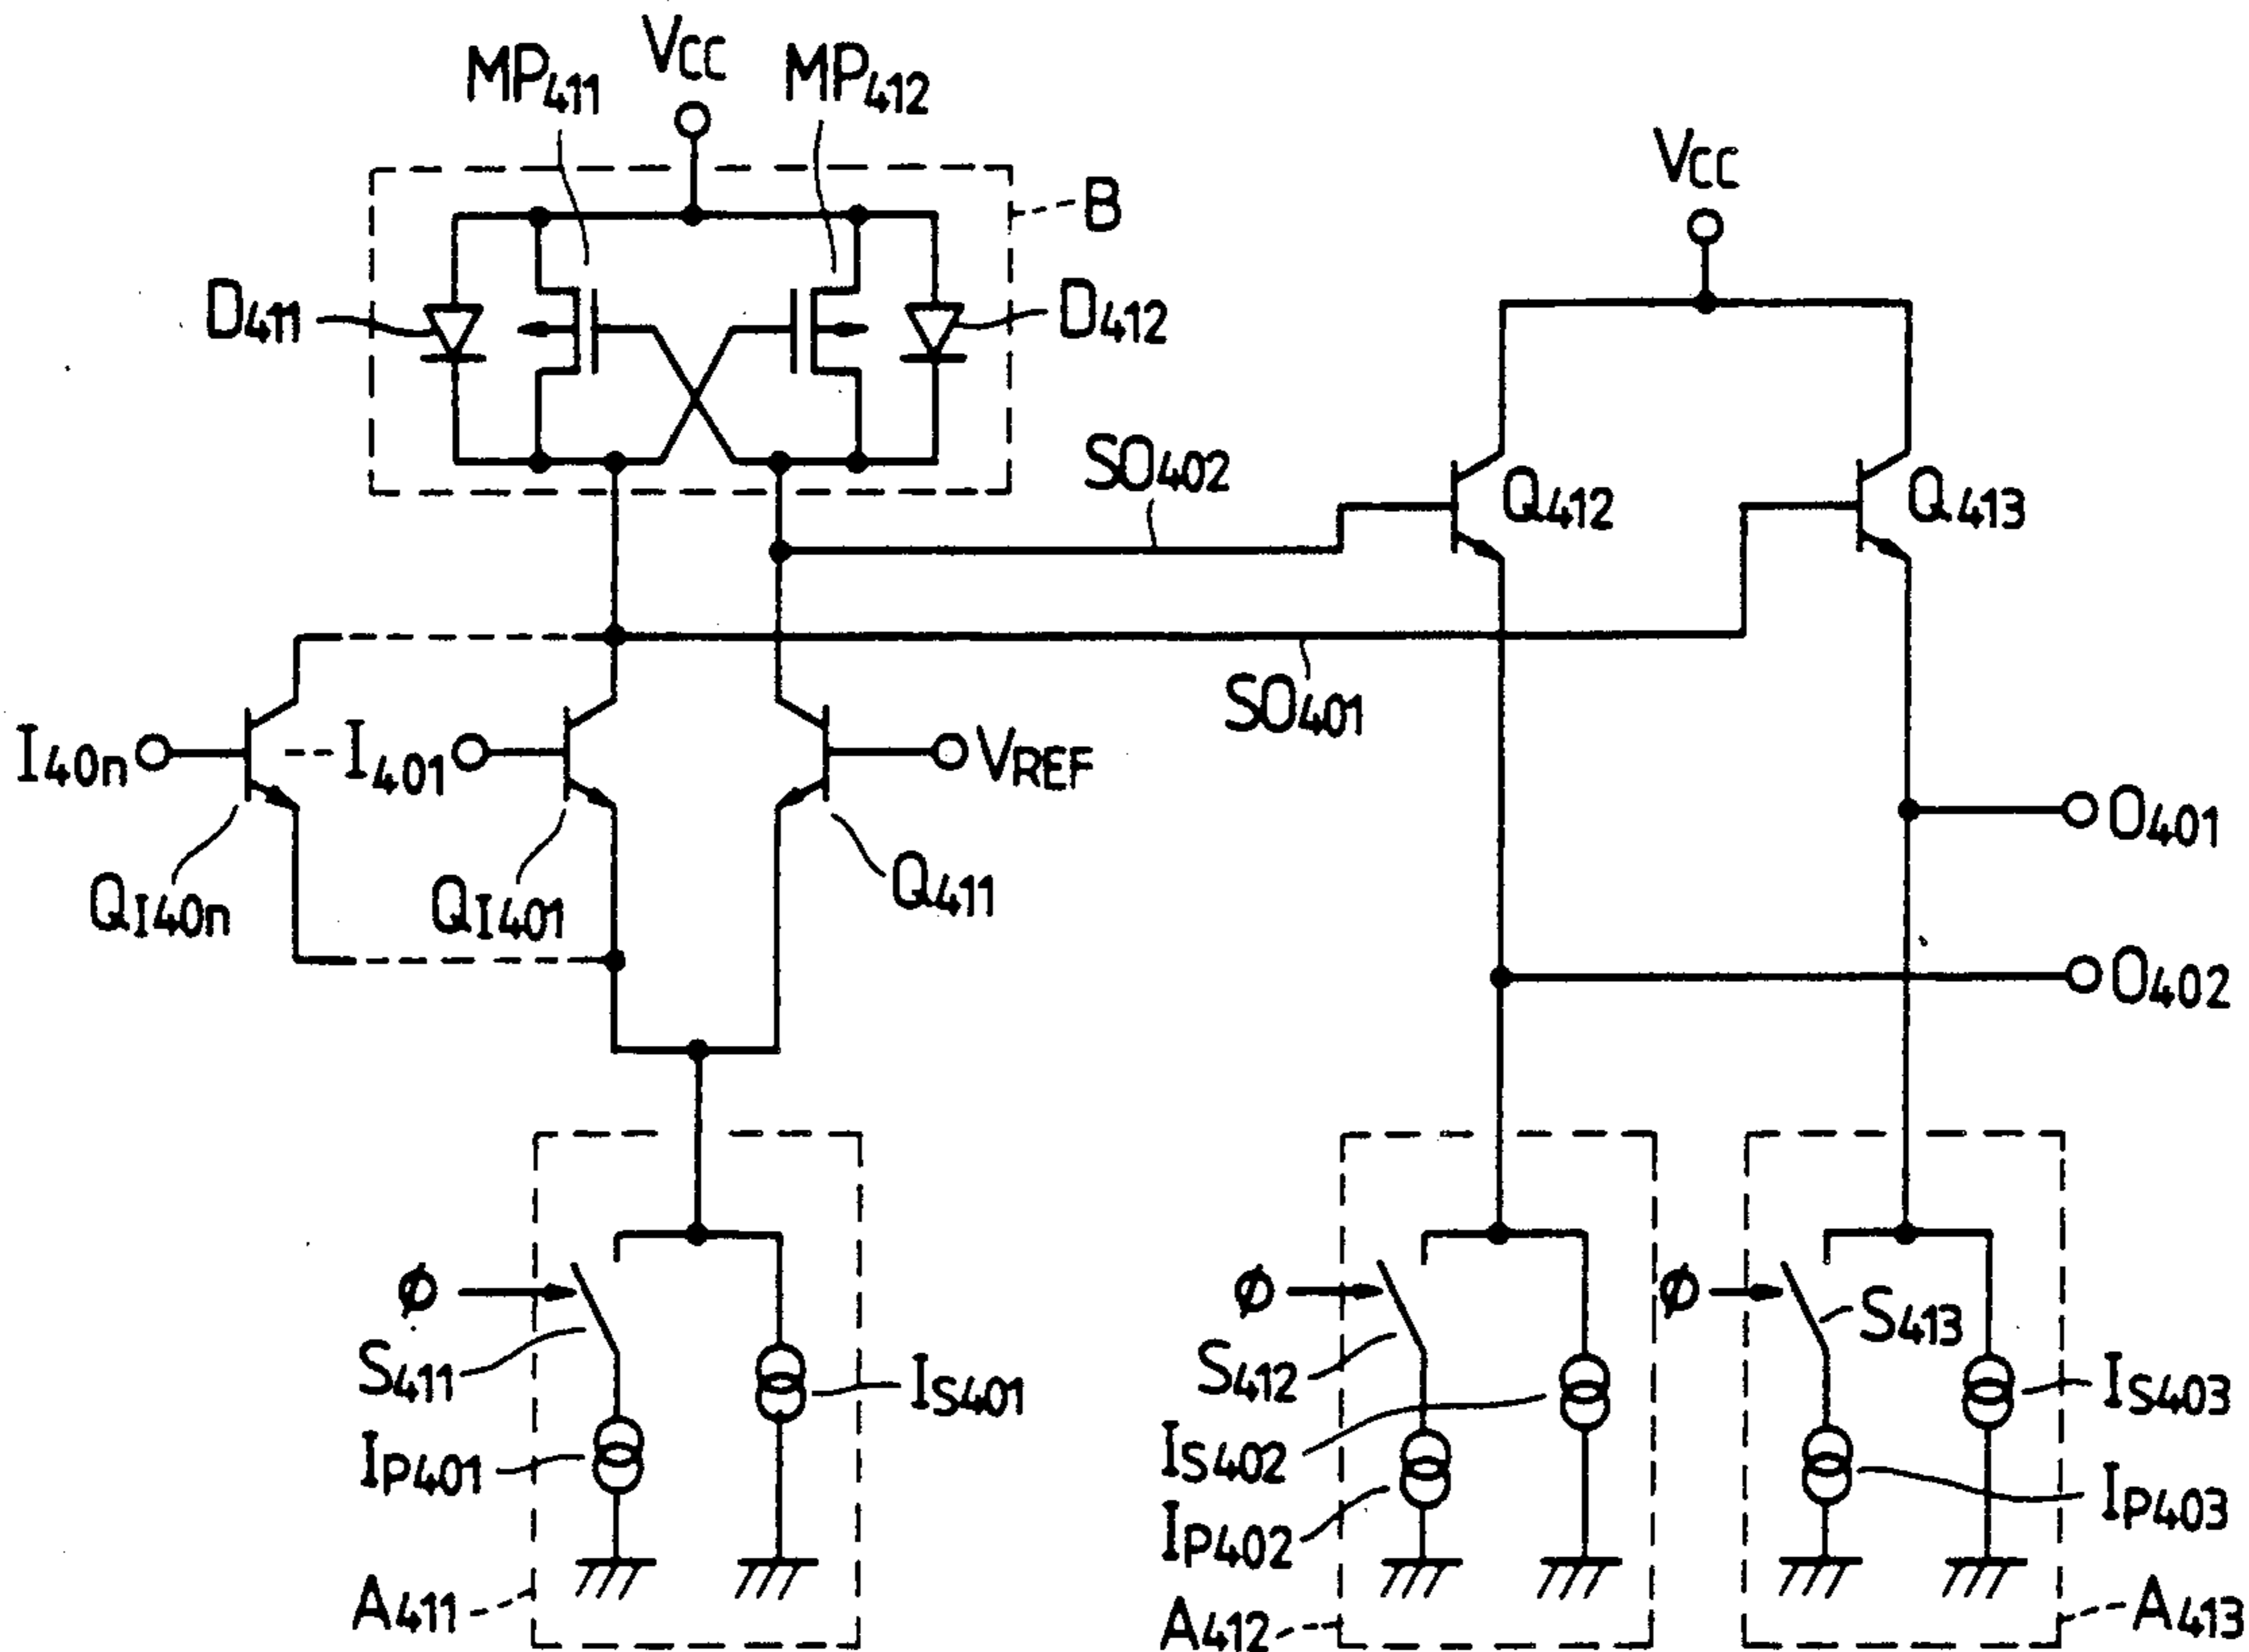 MP411
VCC
MP412
B
VCC
D411
D412
SO402
Q412
Q413
SO401
I40n
I401
VREF
O401
QI40n
QI401
Q411
O402
φ
φ
φ
S413
S411
IS401
S412
IS403
IP401
IS402
IP403
IP402
A411
A412
A413